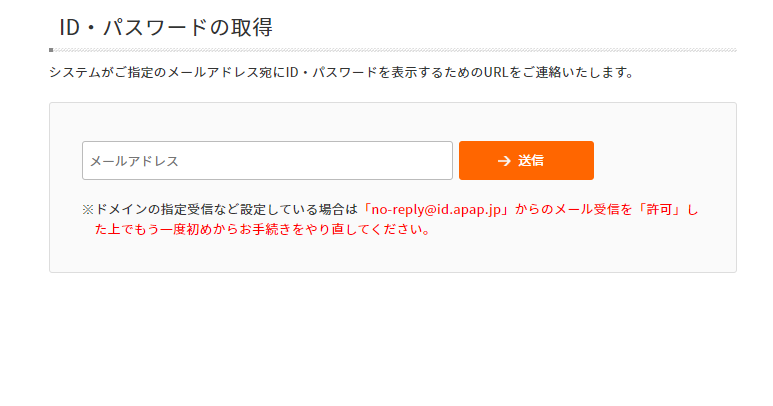 ID・パスワードの取得
システムがご指定のメールアドレス宛にID・パスワードを表示するためのURLをご連絡いたします。
メールアドレス
→ 送信
※ドメインの指定受信など設定している場合は「no-reply@id.apap.jp」からのメール受信を「許可」し
た上でもう一度初めからお手続きをやり直してください。